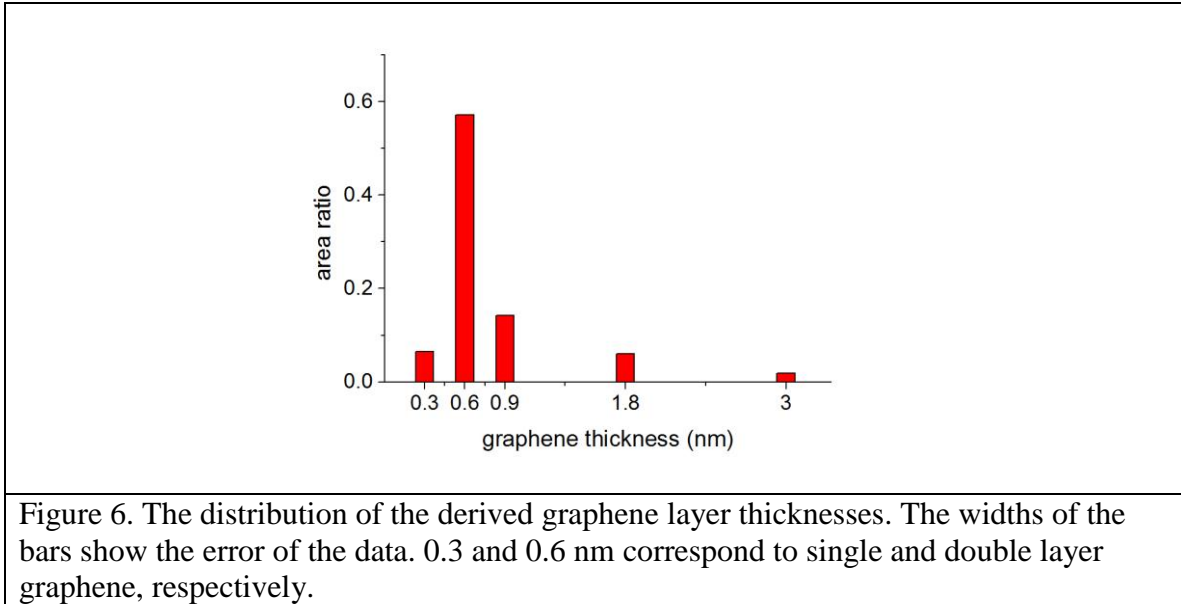 0.6
0.4
0.2
0.0
area ratio
0.3 0.6 0.9 1.8 3
graphene thickness (nm)
Figure 6. The distribution of the derived graphene layer thicknesses. The widths of the
bars show the error of the data. 0.3 and 0.6 nm correspond to single and double layer
graphene, respectively.